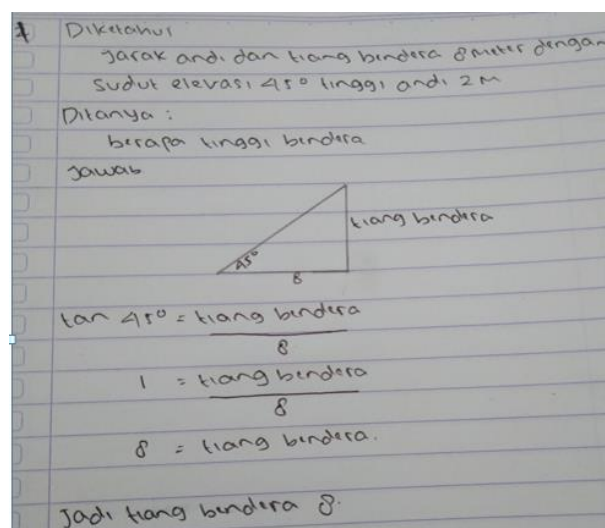 Diketahui
Jarak andi dan tiang bendera 8 meter dengan
sudut elevasi 45° tinggi andi 2 m
Ditanya :
berapa tinggi bendera
Jawab
tiang bendera
45°
8
tan 45° = tiang bendera
8
1 = tiang bendera
8
8 = tiang bendera.
Jadi tiang bendera 8.